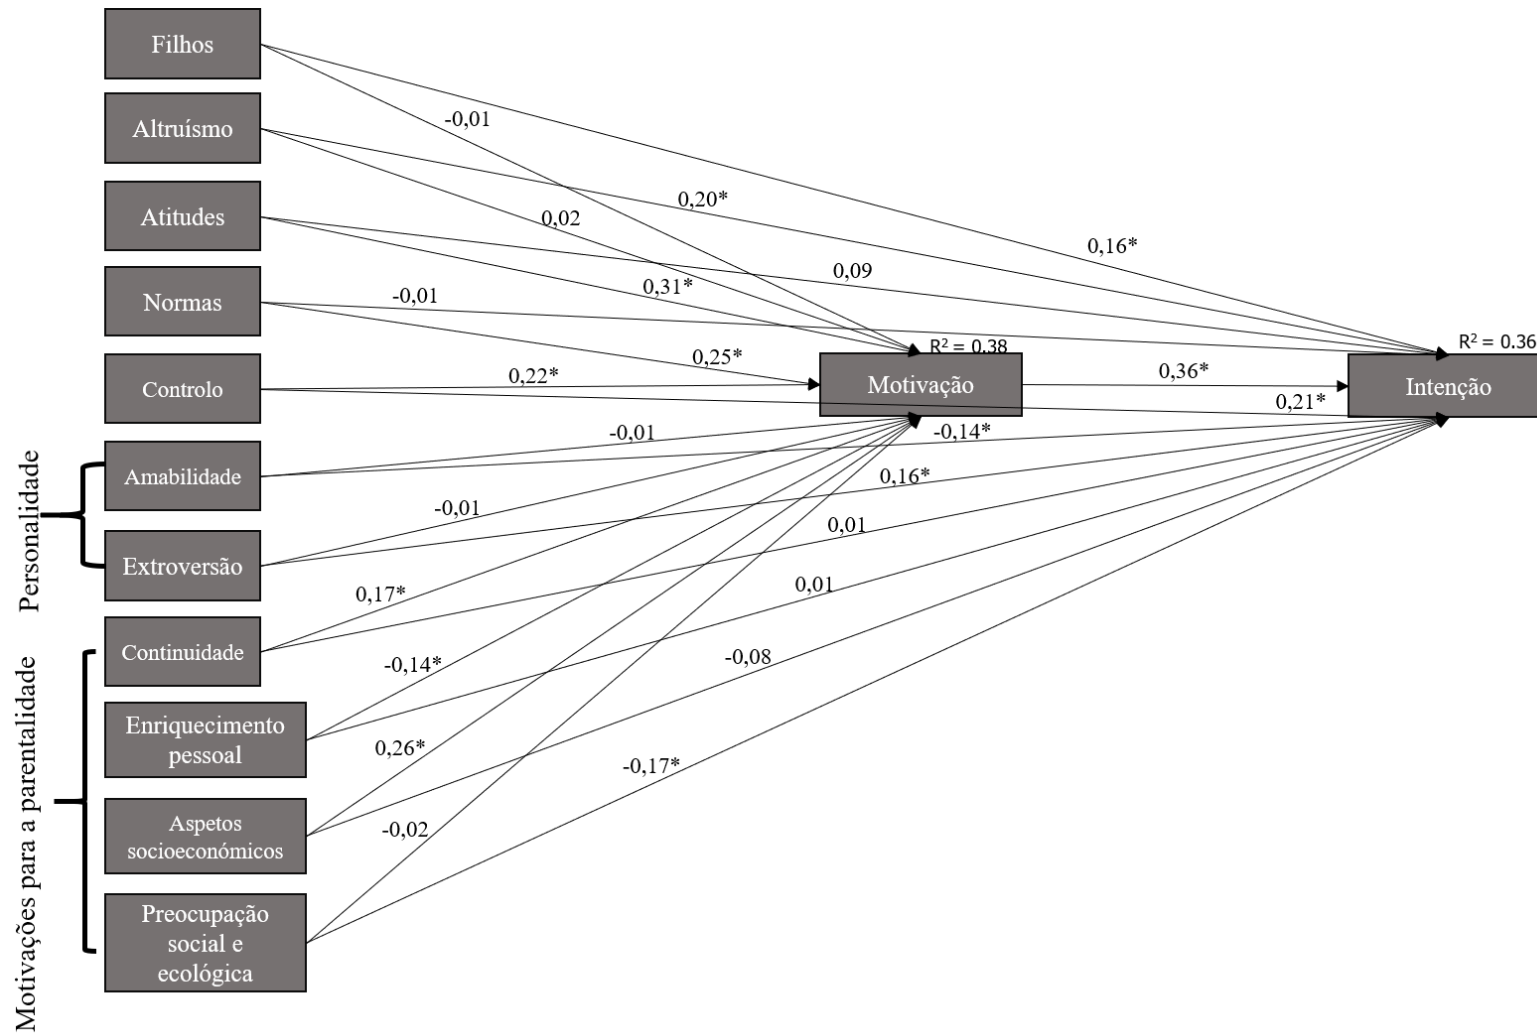 Filhos
-0,01
Altruísmo
0,20*
Atitudes
0,02
0,16*
0,09
0,31*
Normas
-0,01
R² = 0.38
R² = 0.36
0,25*
Controlo
0,22*
Motivação
0,36*
Intenção
0,21*
-0,01
-0,14*
Personalidade
Amabilidade
0,16*
-0,01
0,01
Extroversão
0,17*
0,01
Motivações para a parentalidade
Continuidade
-0,14*
-0,08
Enriquecimento
pessoal
0,26*
-0,17*
Aspetos
socioeconómicos
-0,02
Preocupação
social e
ecológica